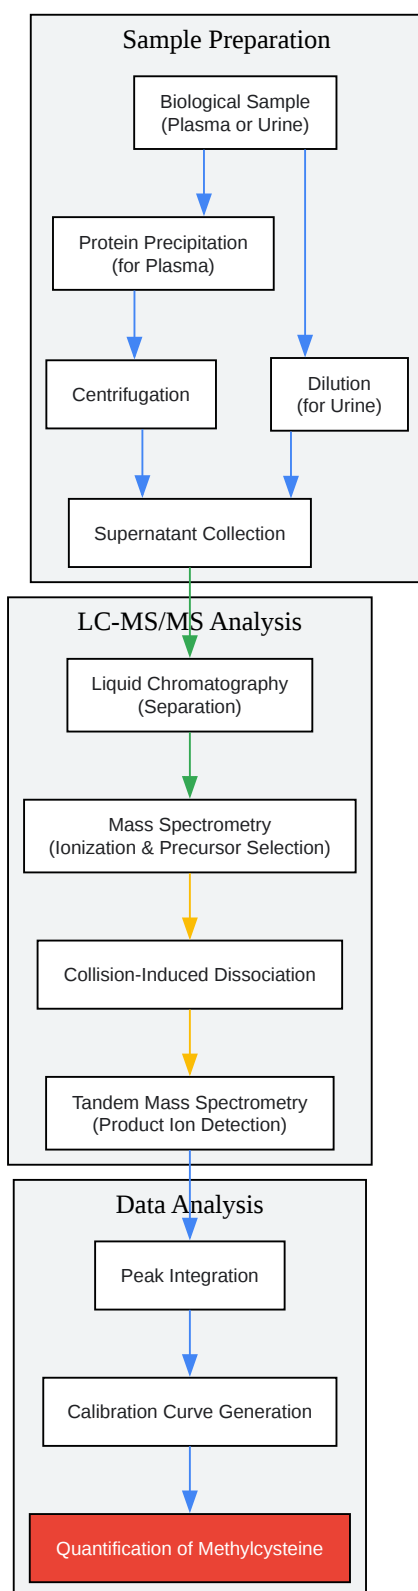 Sample Preparation
Biological Sample
(Plasma or Urine)
Protein Precipitation
(for Plasma)
Centrifugation
Dilution
(for Urine)
Supernatant Collection
LC-MS/MS Analysis
Liquid Chromatography
(Separation)
Mass Spectrometry
(Ionization & Precursor Selection)
Collision-Induced Dissociation
Tandem Mass Spectrometry
(Product Ion Detection)
Data Analysis
Peak Integration
Calibration Curve Generation
Quantification of Methylcysteine